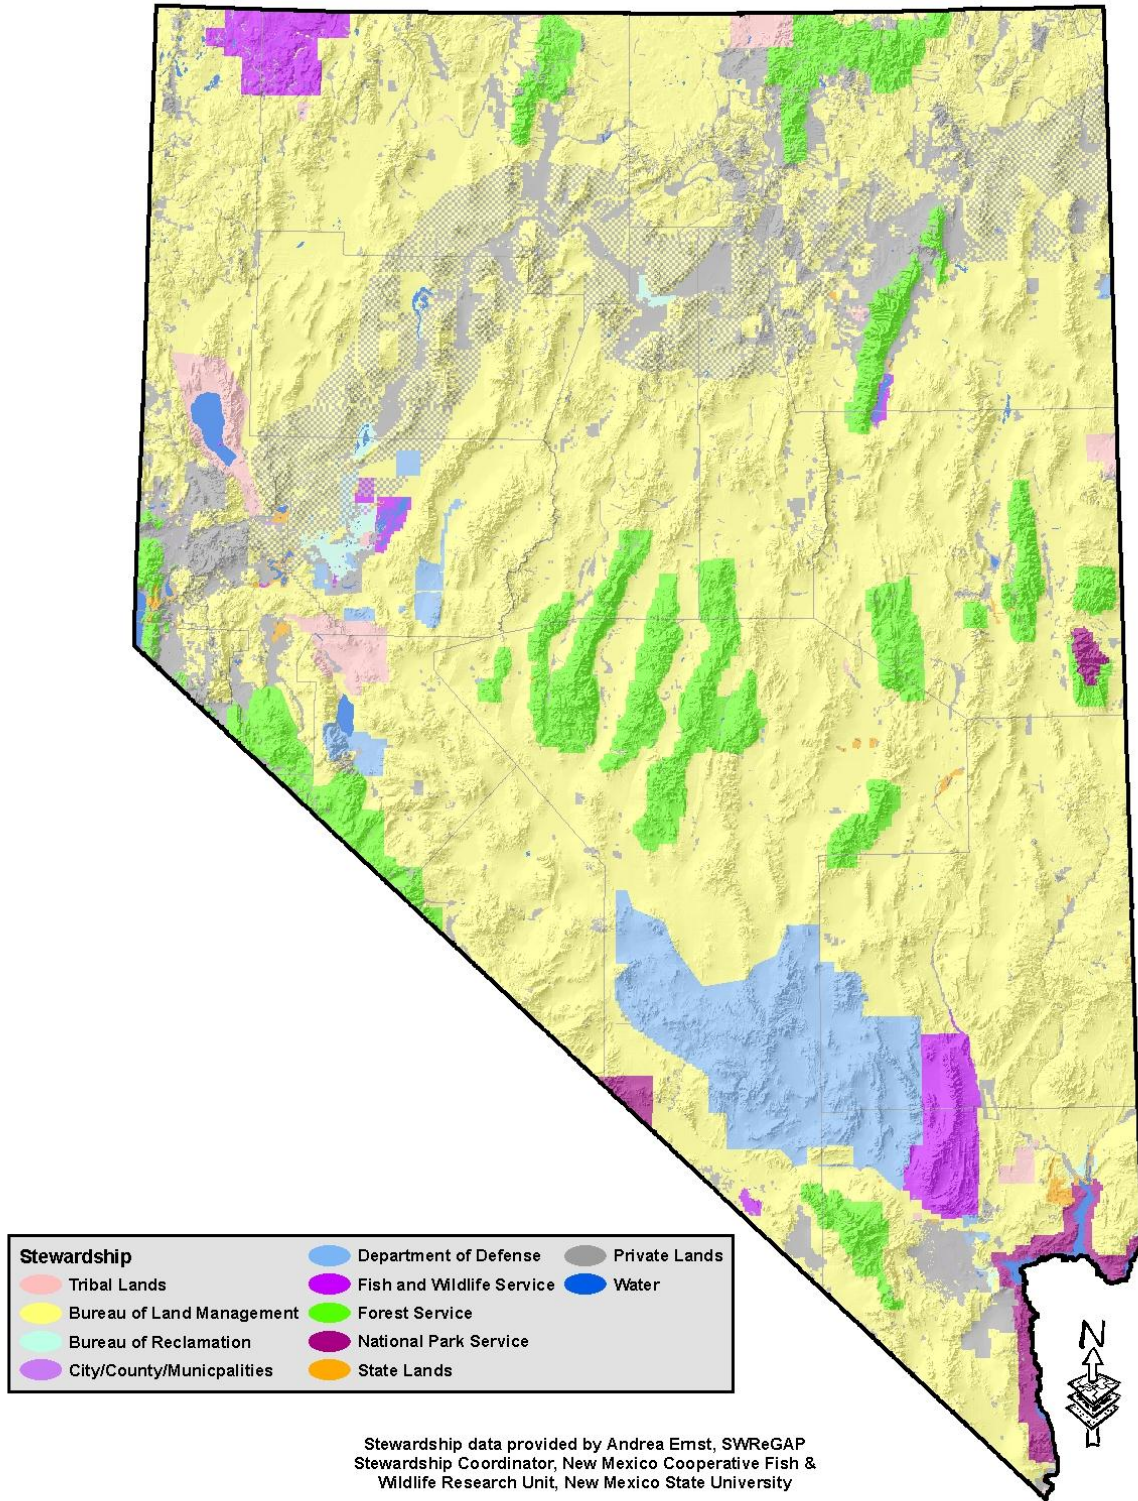 Stewardship
Tribal Lands
Bureau of Land Management
Bureau of Reclamation
City/County/Municpalities
Department of Defense
Fish and Wildlife Service
Forest Service
National Park Service
State Lands
Private Lands
Water
N
Stewardship data provided by Andrea Ernst, SWReGAP
Stewardship Coordinator, New Mexico Cooperative Fish &
Wildlife Research Unit, New Mexico State University